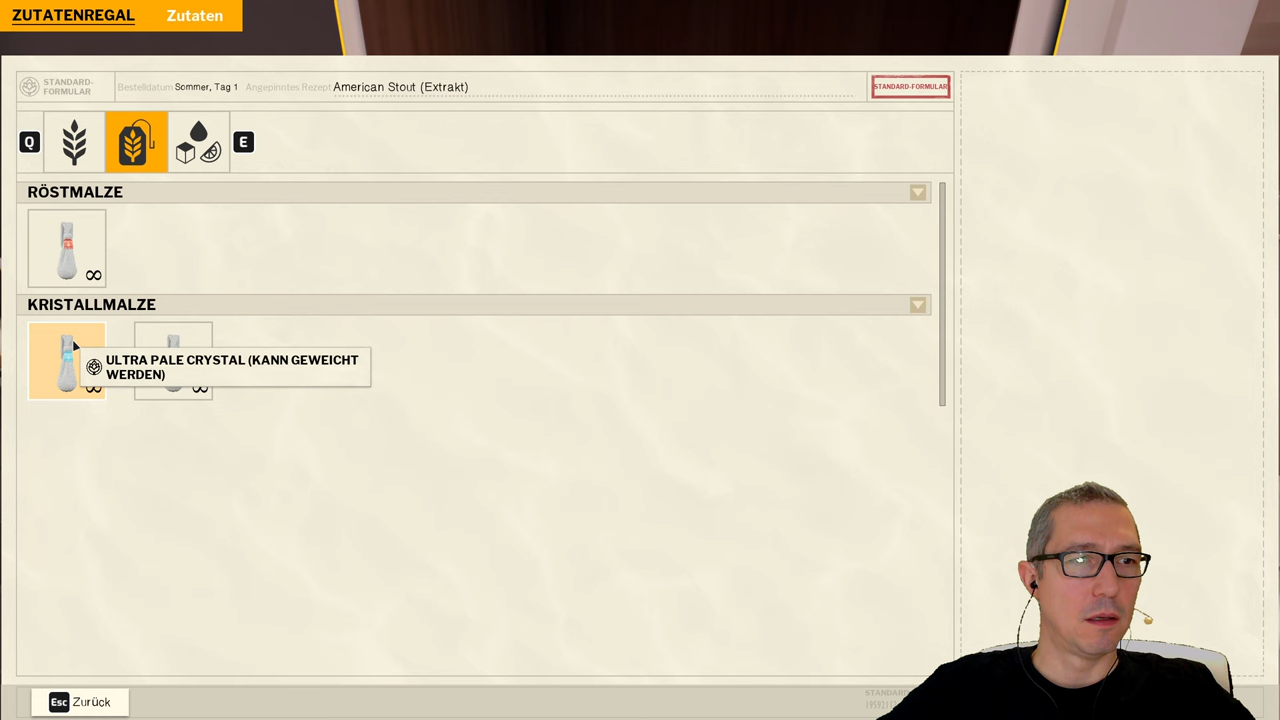 ZUTATENREGAL Zutaten
STANDARD-
FORMULAR
Bestelldatum Sommer, Tag 1 Angepinntes Rezept American Stout (Extrakt)
STANDARD-FORMULAR
Q E
RÖSTMALZE
∞
KRISTALLMALZE
ULTRA PALE CRYSTAL (KANN GEWEICHT
WERDEN)
∞ ∞
Esc Zurück